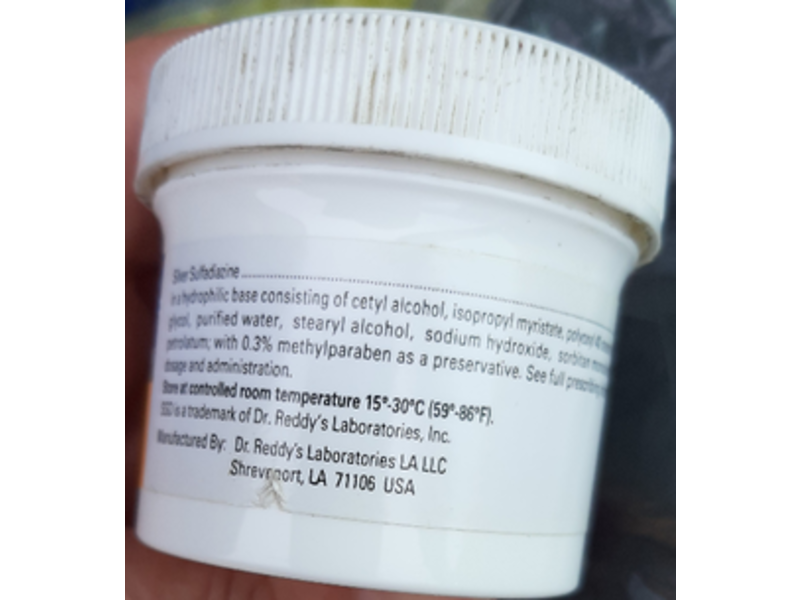 Silver Sulfadiazine
in a hydrophilic base consisting of cetyl alcohol, isopropyl myristate, polyoxyl 40
glycol, purified water, stearyl alcohol, sodium hydroxide, sorbitan
petrolatum; with 0.3% methylparaben as a preservative. See full prescribing
dosage and administration.
Store at controlled room temperature 15°-30°C (59°-86°F).
is a trademark of Dr. Reddy's Laboratories, Inc.
Manufactured By: Dr. Reddy's Laboratories LA LLC
Shreveport, LA 71106 USA